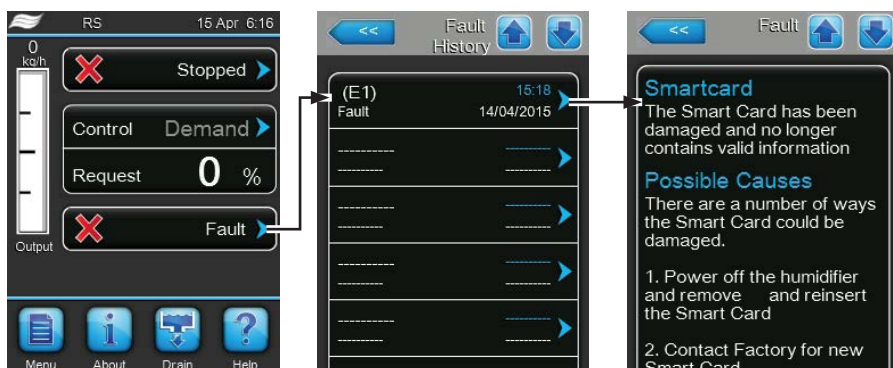 RS 15 Apr 6:16
0
kg/h
Stopped
Control Demand
Request 0 %
Fault
Output
Menu About Drain Help
<< Fault
History
(E1) 15:18
Fault 14/04/2015
---------- ---------
--------- ---------
---------- ---------
--------- ---------
---------- ---------
--------- ---------
---------- ---------
--------- ---------
<< Fault
Smartcard
The Smart Card has been
damaged and no longer
contains valid information
Possible Causes
There are a number of ways
the Smart Card could be
damaged.
1. Power off the humidifier
and remove and reinsert
the Smart Card
2. Contact Factory for new
Smart Card